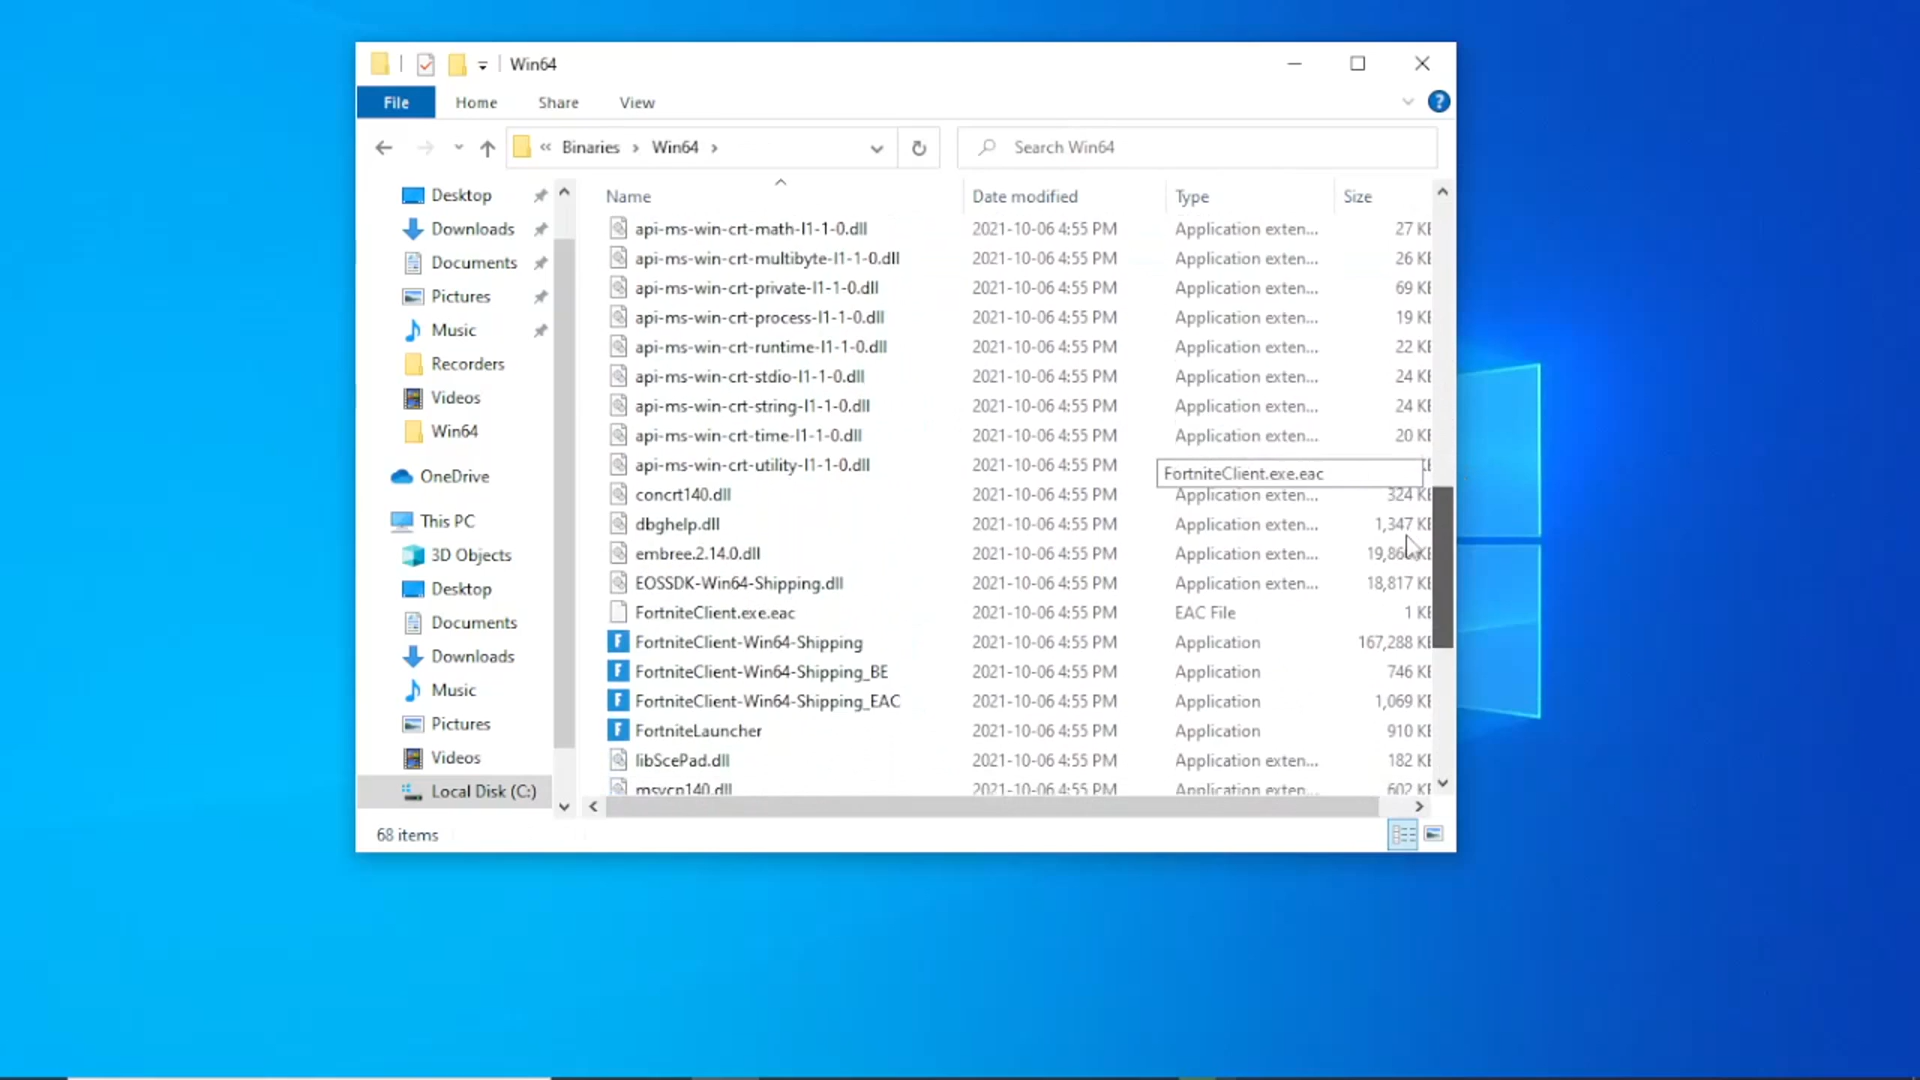 Win64
File Home Share View
« Binaries > Win64 >
Search Win64
Name Date modified Type Size
Desktop
Downloads
Documents
Pictures
Music
Recorders
Videos
Win64
OneDrive
This PC
3D Objects
Desktop
Documents
Downloads
Music
Pictures
Videos
Local Disk (C:)
api-ms-win-crt-math-l1-1-0.dll 2021-10-06 4:55 PM Application exten... 27 KB
api-ms-win-crt-multibyte-l1-1-0.dll 2021-10-06 4:55 PM Application exten... 26 KB
api-ms-win-crt-private-l1-1-0.dll 2021-10-06 4:55 PM Application exten... 69 KB
api-ms-win-crt-process-l1-1-0.dll 2021-10-06 4:55 PM Application exten... 19 KB
api-ms-win-crt-runtime-l1-1-0.dll 2021-10-06 4:55 PM Application exten... 22 KB
api-ms-win-crt-stdio-l1-1-0.dll 2021-10-06 4:55 PM Application exten... 24 KB
api-ms-win-crt-string-l1-1-0.dll 2021-10-06 4:55 PM Application exten... 24 KB
api-ms-win-crt-time-l1-1-0.dll 2021-10-06 4:55 PM Application exten... 20 KB
api-ms-win-crt-utility-l1-1-0.dll 2021-10-06 4:55 PM
FortniteClient.exe.eac
concrt140.dll 2021-10-06 4:55 PM Application exten... 324 KB
dbghelp.dll 2021-10-06 4:55 PM Application exten... 1,347 KB
embree.2.14.0.dll 2021-10-06 4:55 PM Application exten...
EOSSDK-Win64-Shipping.dll 2021-10-06 4:55 PM Application exten... 18,817 KB
FortniteClient.exe.eac 2021-10-06 4:55 PM EAC File 1 KB
FortniteClient-Win64-Shipping 2021-10-06 4:55 PM Application 167,288 KB
FortniteClient-Win64-Shipping_BE 2021-10-06 4:55 PM Application 746 KB
FortniteClient-Win64-Shipping_EAC 2021-10-06 4:55 PM Application 1,069 KB
FortniteLauncher 2021-10-06 4:55 PM Application 910 KB
libScePad.dll 2021-10-06 4:55 PM Application exten... 182 KB
msvcp140.dll 2021-10-06 4:55 PM Application exten... 602 KB
68 items